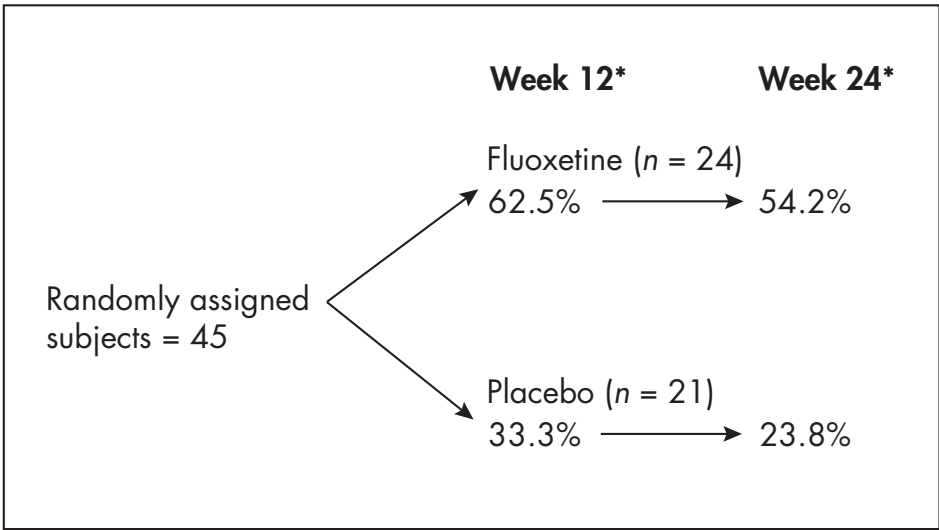 Week 12* Week 24*
Fluoxetine (n = 24)
62.5% 54.2%
Randomly assigned
subjects = 45
Placebo (n = 21)
33.3% 23.8%